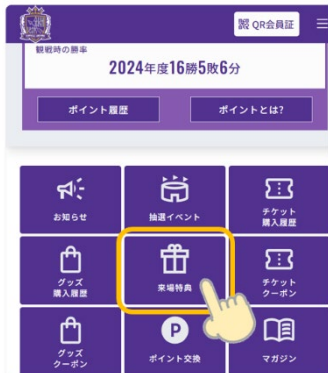 QR会員証
観戦時の勝率
2024年度16勝5敗6分
ポイント履歴
ポイントとは?
お知らせ
抽選イベント
チケット
購入履歴
グッズ
購入履歴
来場特典
チケット
クーポン
グッズ
クーポン
P
ポイント交換
マガジン